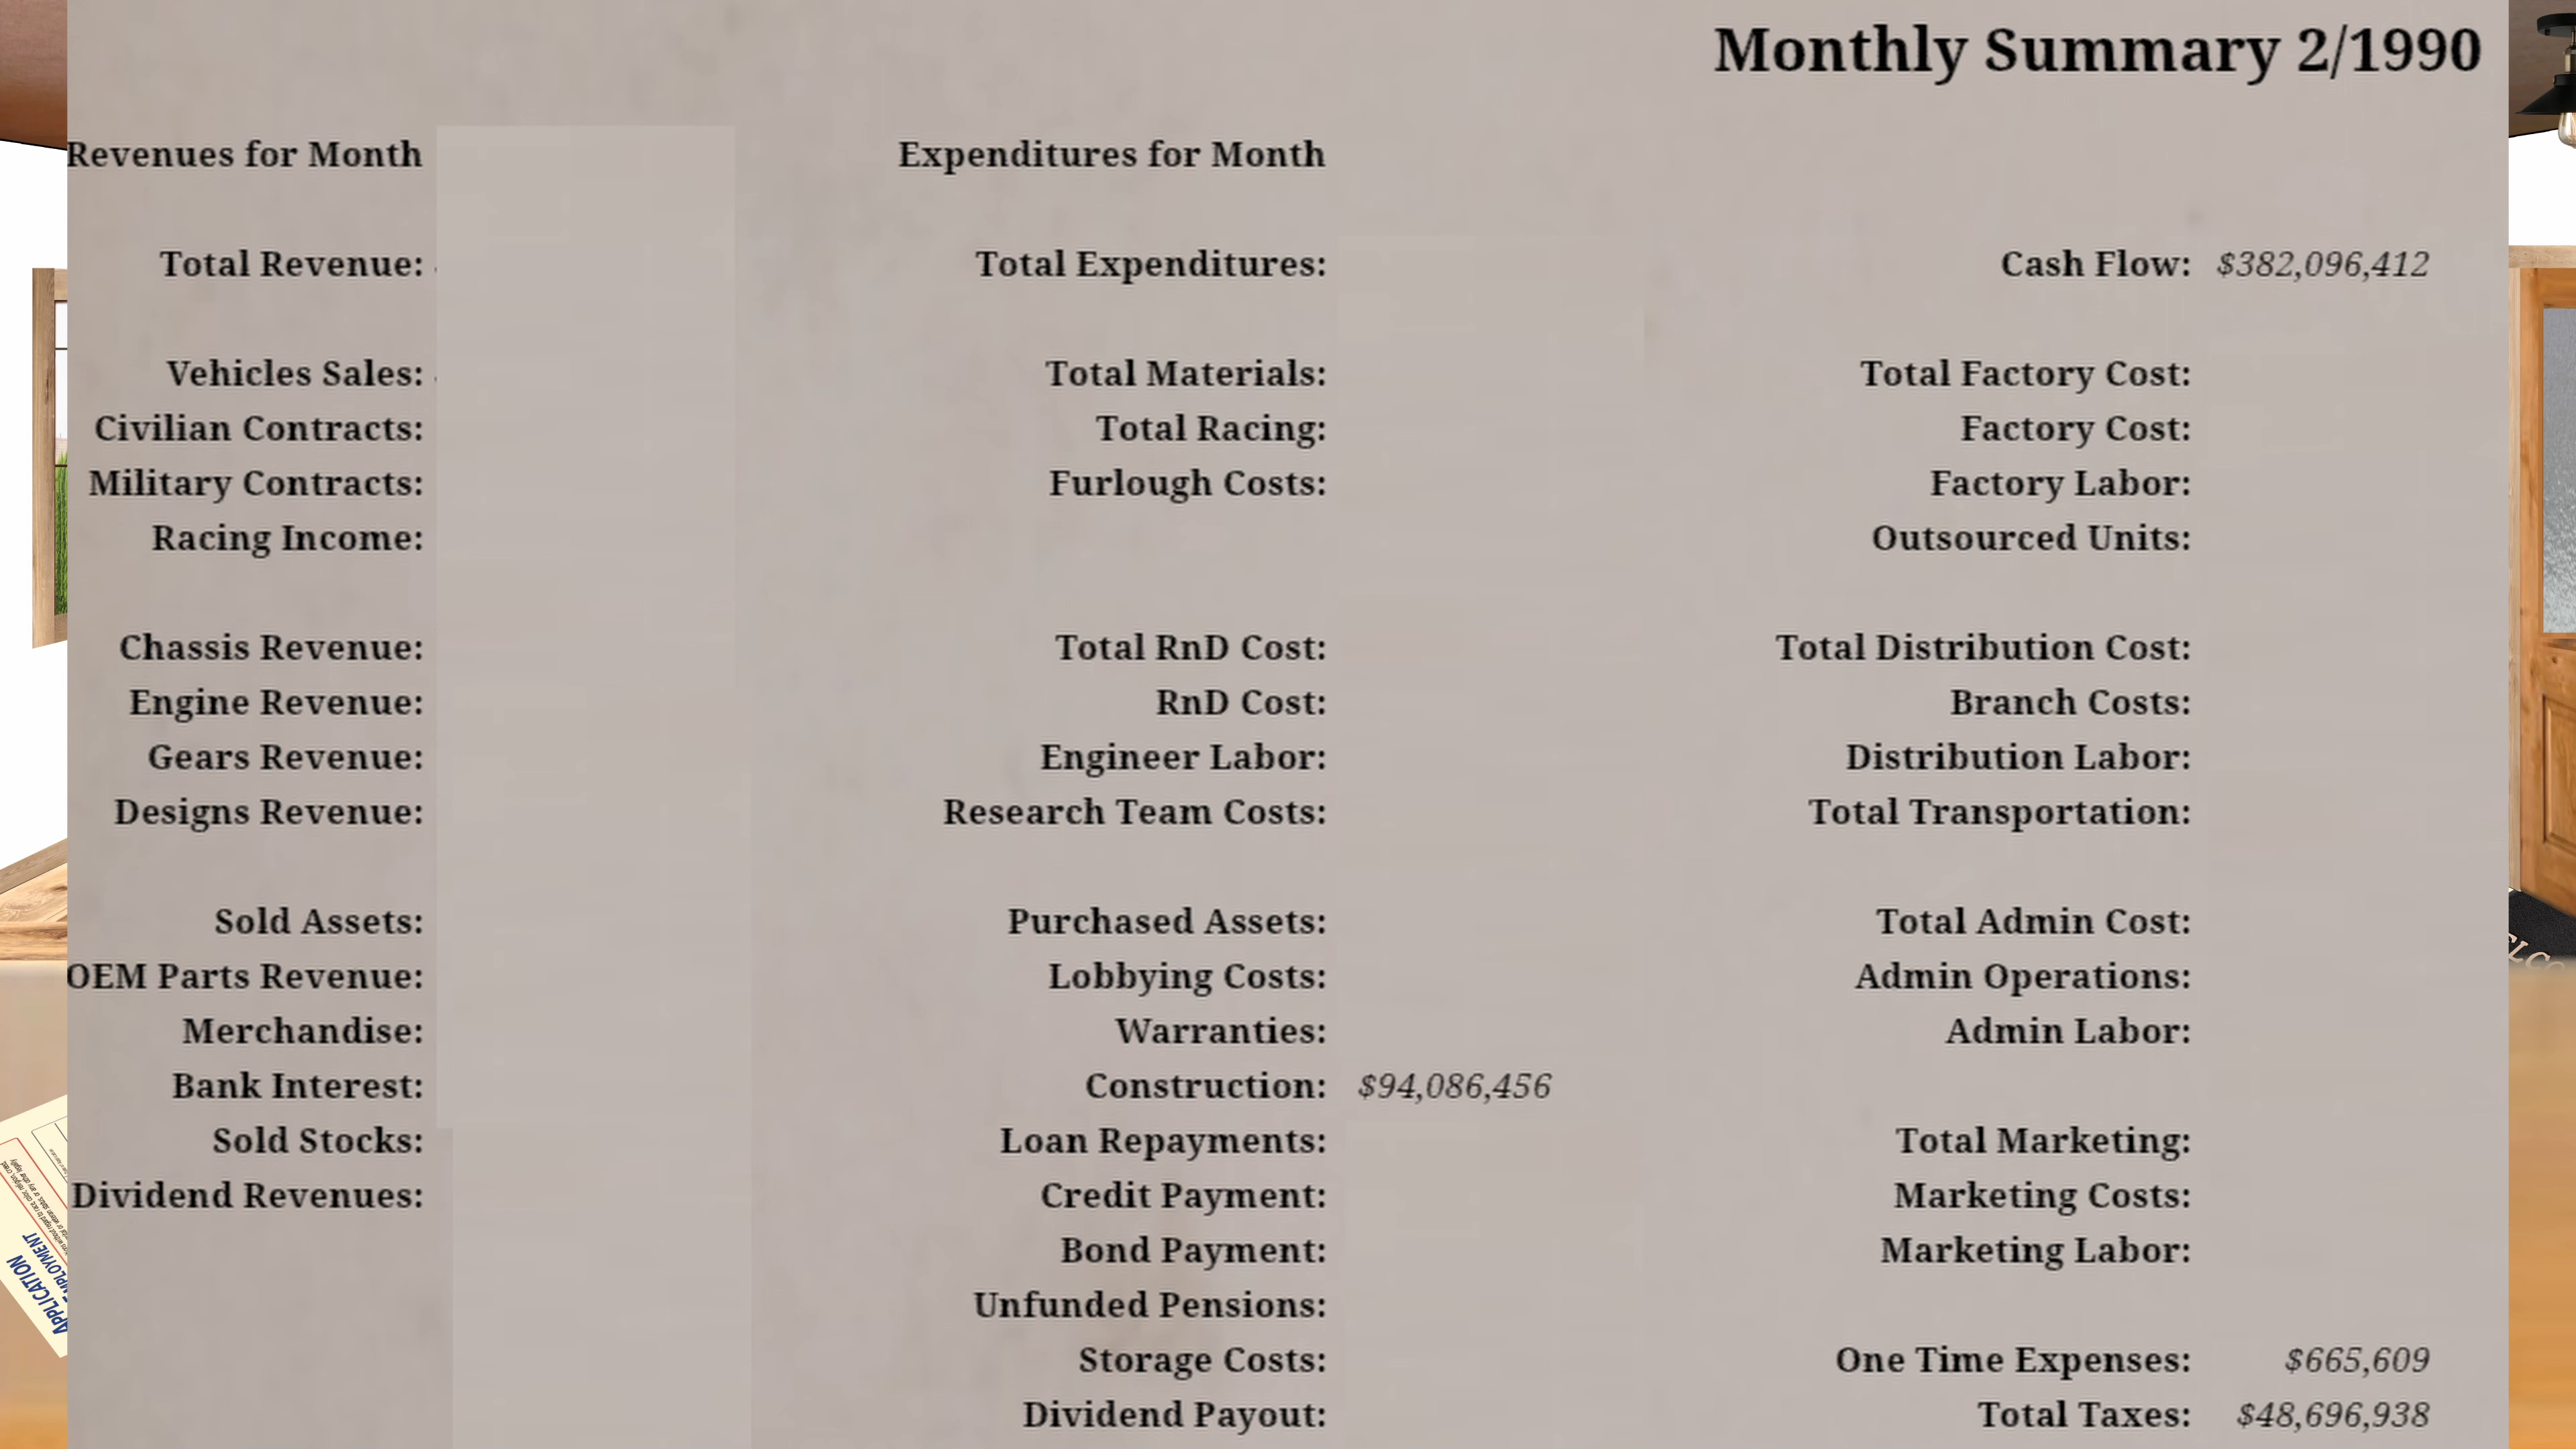 Monthly Summary 2/1990
Revenues for Month
Total Revenue:
Vehicles Sales:
Civilian Contracts:
Military Contracts:
Racing Income:
Chassis Revenue:
Engine Revenue:
Gears Revenue:
Designs Revenue:
Sold Assets:
OEM Parts Revenue:
Merchandise:
Bank Interest:
Sold Stocks:
Dividend Revenues:
Expenditures for Month
Total Expenditures:
Total Materials:
Total Racing:
Furlough Costs:
Total RnD Cost:
RnD Cost:
Engineer Labor:
Research Team Costs:
Purchased Assets:
Lobbying Costs:
Warranties:
Construction: $94,086,456
Loan Repayments:
Credit Payment:
Bond Payment:
Unfunded Pensions:
Storage Costs:
Dividend Payout:
Cash Flow: $382,096,412
Total Factory Cost:
Factory Cost:
Factory Labor:
Outsourced Units:
Total Distribution Cost:
Branch Costs:
Distribution Labor:
Total Transportation:
Total Admin Cost:
Admin Operations:
Admin Labor:
Total Marketing:
Marketing Costs:
Marketing Labor:
One Time Expenses: $665,609
Total Taxes: $48,696,938
APPLICATION